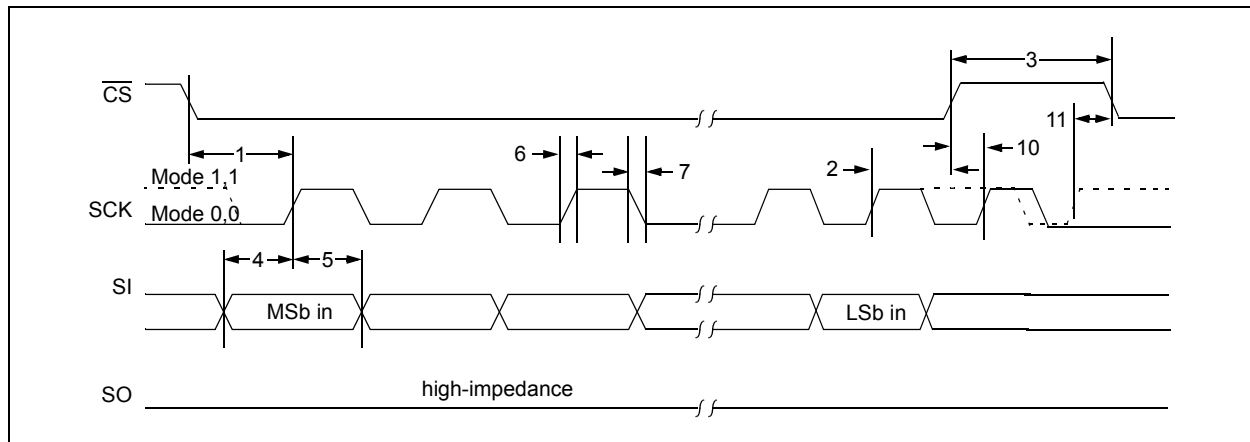 3
CS
11
1
6
7
2
10
Mode 1,1
SCK
Mode 0,0
4
5
SI
MSb in
LSb in
SO
high-impedance